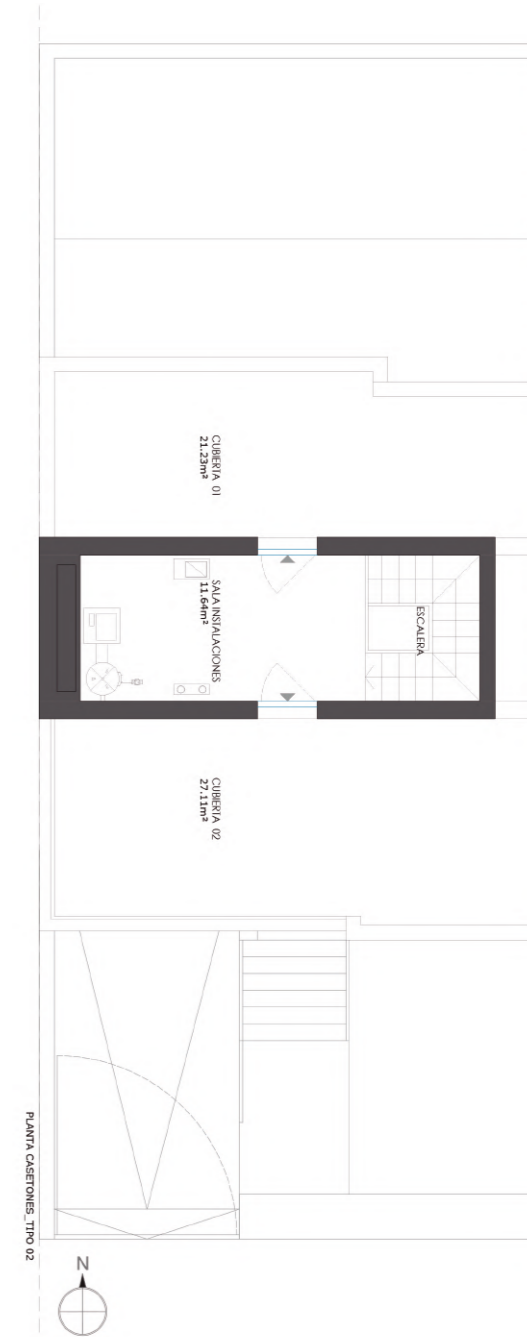 CUBIERTA 01
21.23m²
SALA INSTALACIONES
11.64m²
ESCALERA
CUBIERTA 02
27.11m²
PLANTA CASETONES_TIPO 02
N